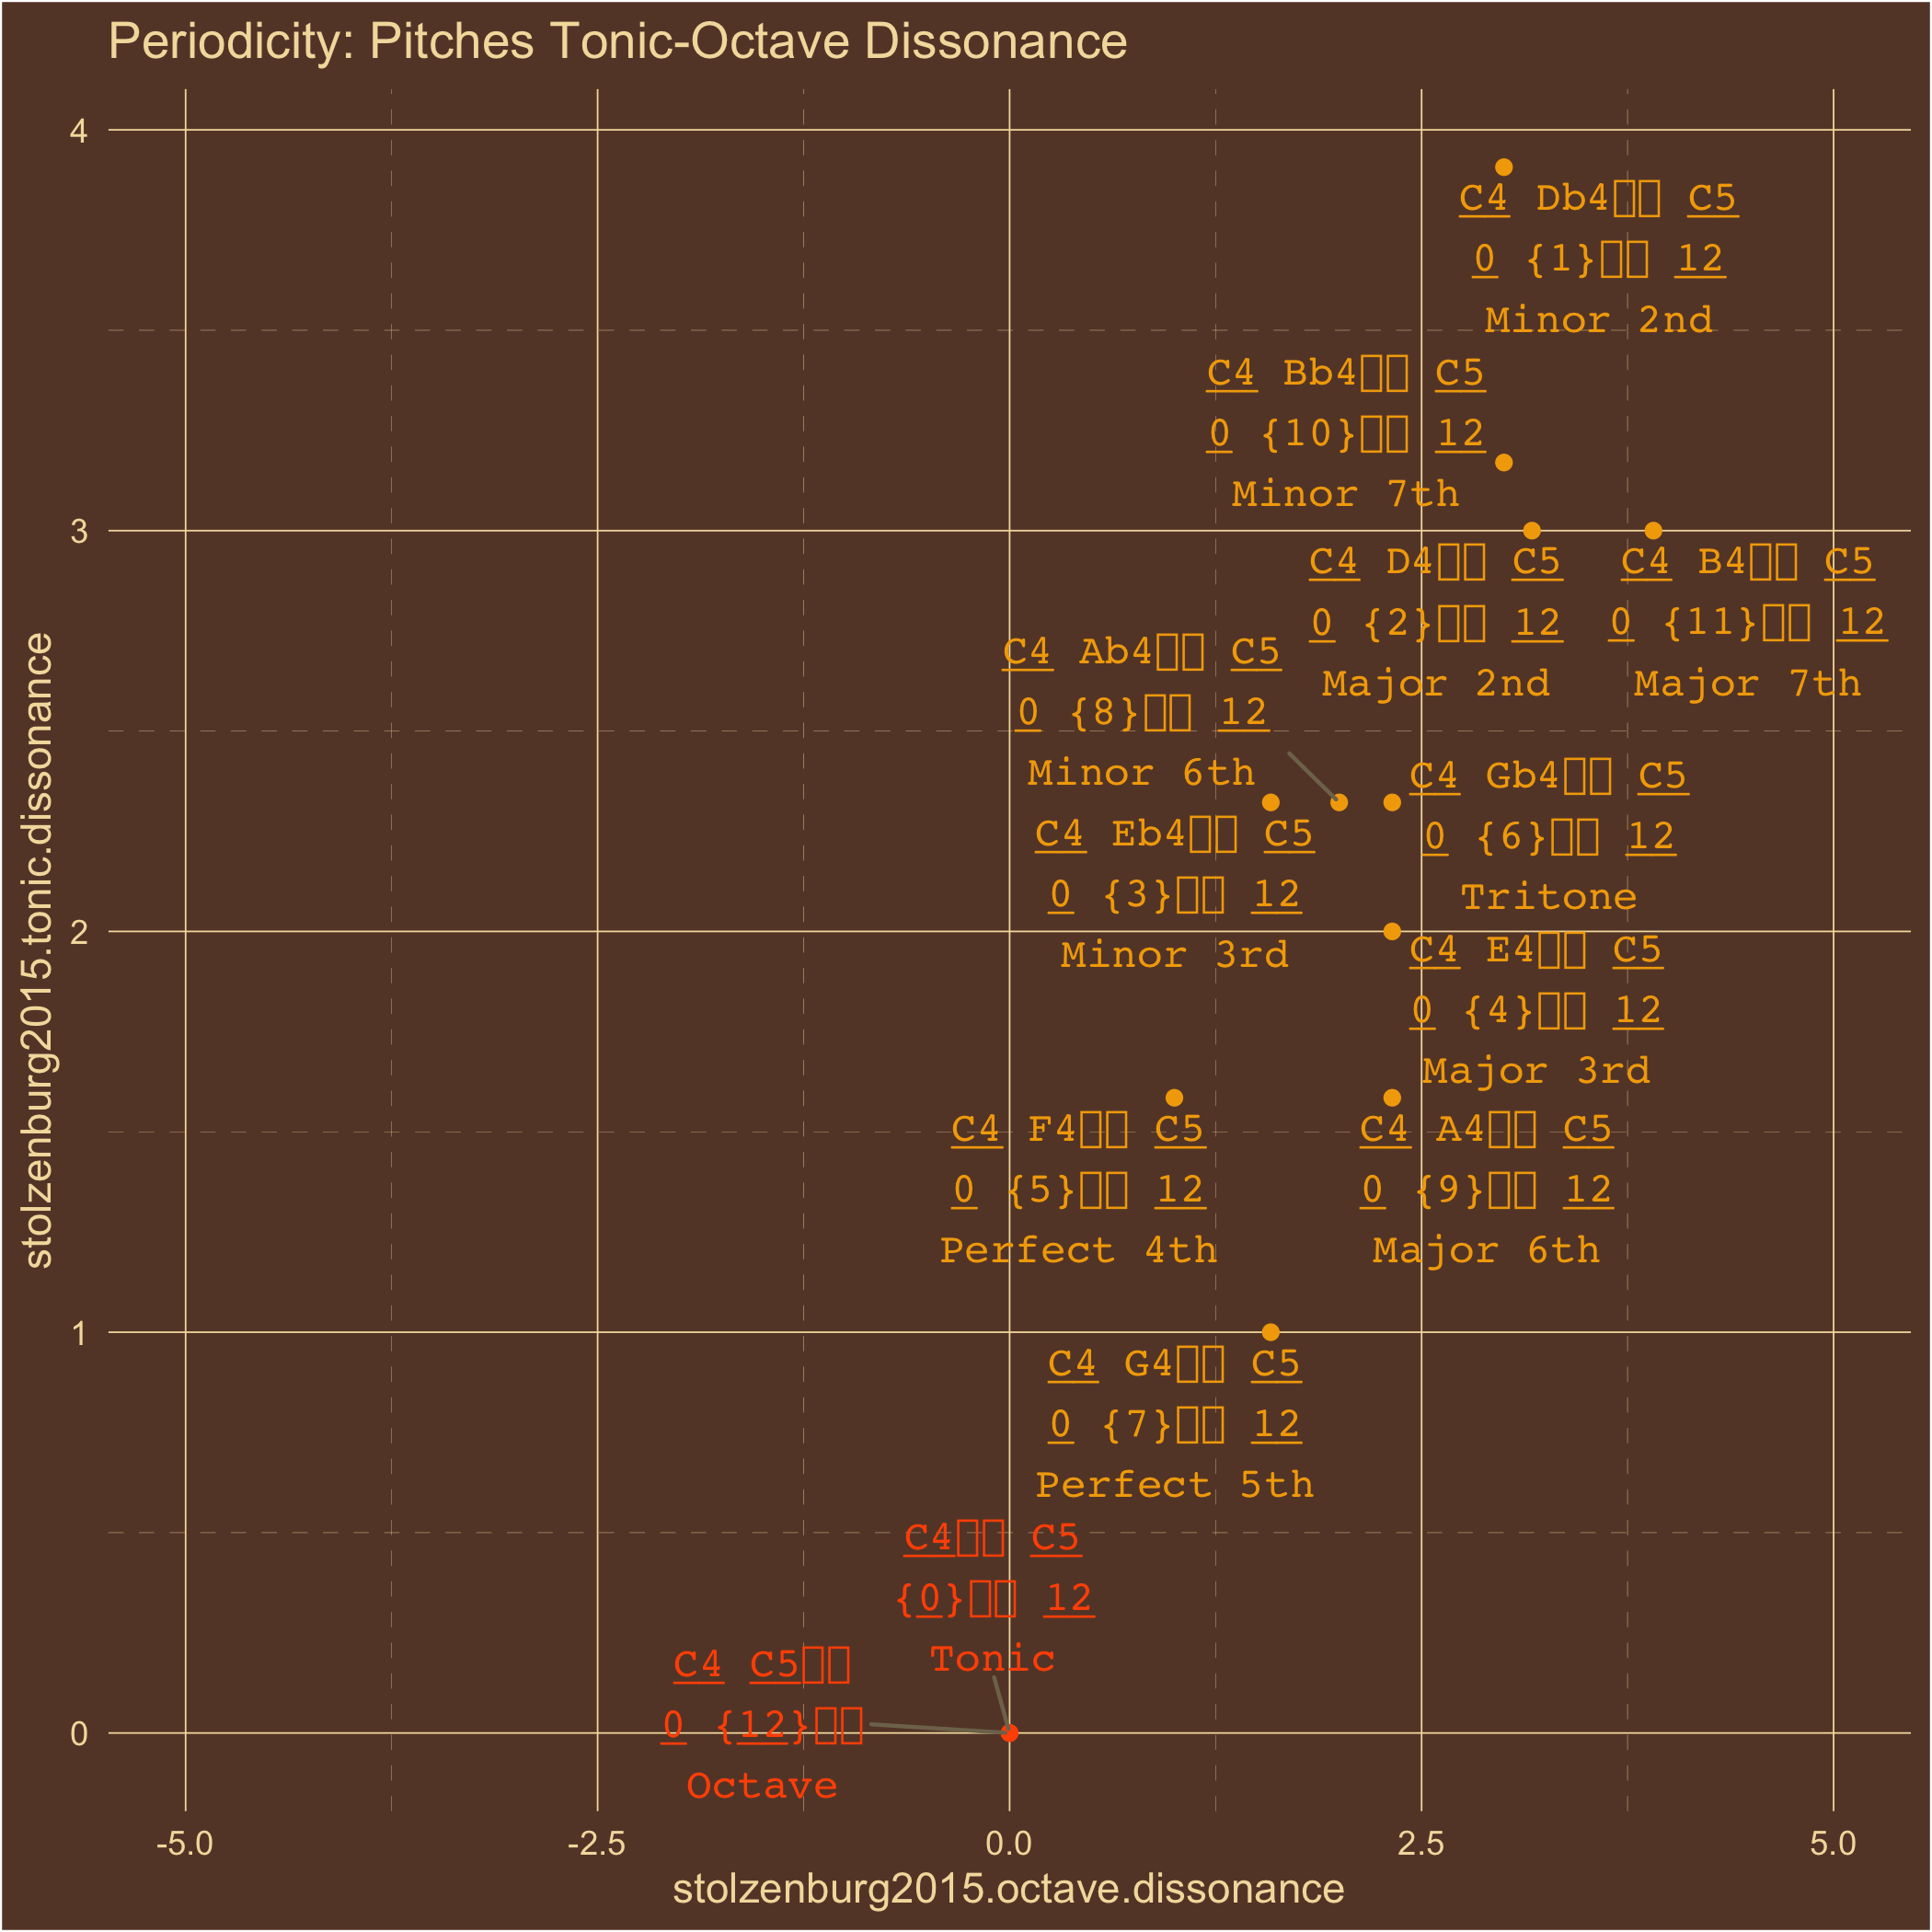 Periodicity: Pitches Tonic-Octave Dissonance
4
C4 Db4 C5
0 {1} 12
Minor 2nd
C4 Bb4 C5
0 {10} 12
Minor 7th
3
C4 D4 C5
0 {2} 12
Major 2nd
C4 B4 C5
0 {11} 12
Major 7th
C4 Ab4 C5
0 {8} 12
Minor 6th
C4 Gb4 C5
0 {6} 12
Tritone
C4 Eb4 C5
0 {3} 12
Minor 3rd
2
C4 E4 C5
0 {4} 12
Major 3rd
C4 F4 C5
0 {5} 12
Perfect 4th
C4 A4 C5
0 {9} 12
Major 6th
1
C4 G4 C5
0 {7} 12
Perfect 5th
C4 C5
{0} 12
Tonic
C4 C5
0 {12}
Octave
0
-5.0
-2.5
0.0
2.5
5.0
stolzenburg2015.octave.dissonance
stolzenburg2015.tonic.dissonance